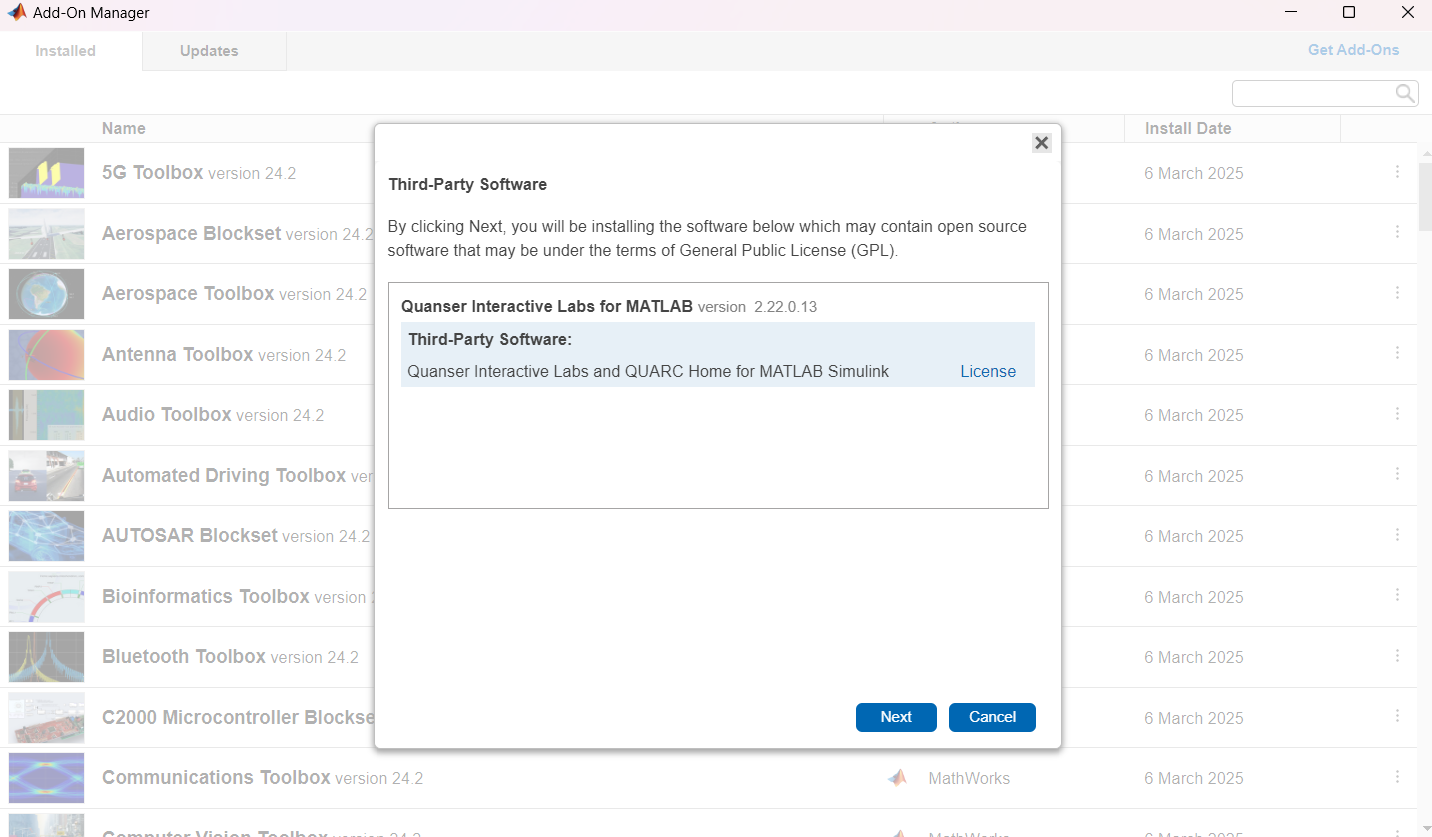 Add-On Manager
Installed
Updates
Get Add-Ons
Name
Install Date
5G Toolbox version 24.2
6 March 2025
Aerospace Blockset version 24.2
6 March 2025
Aerospace Toolbox version 24.2
6 March 2025
Antenna Toolbox version 24.2
6 March 2025
Audio Toolbox version 24.2
6 March 2025
Automated Driving Toolbox ver
6 March 2025
AUTOSAR Blockset version 24.2
6 March 2025
Bioinformatics Toolbox version
6 March 2025
Bluetooth Toolbox version 24.2
6 March 2025
C2000 Microcontroller Blockse
6 March 2025
Communications Toolbox version 24.2
MathWorks
6 March 2025
Computer Vision Toolbox version 24.2
MathWorks
6 March 2025
Third-Party Software
By clicking Next, you will be installing the software below which may contain open source
software that may be under the terms of General Public License (GPL).
Quanser Interactive Labs for MATLAB version 2.22.0.13
Third-Party Software:
Quanser Interactive Labs and QUARC Home for MATLAB Simulink
License
Next
Cancel